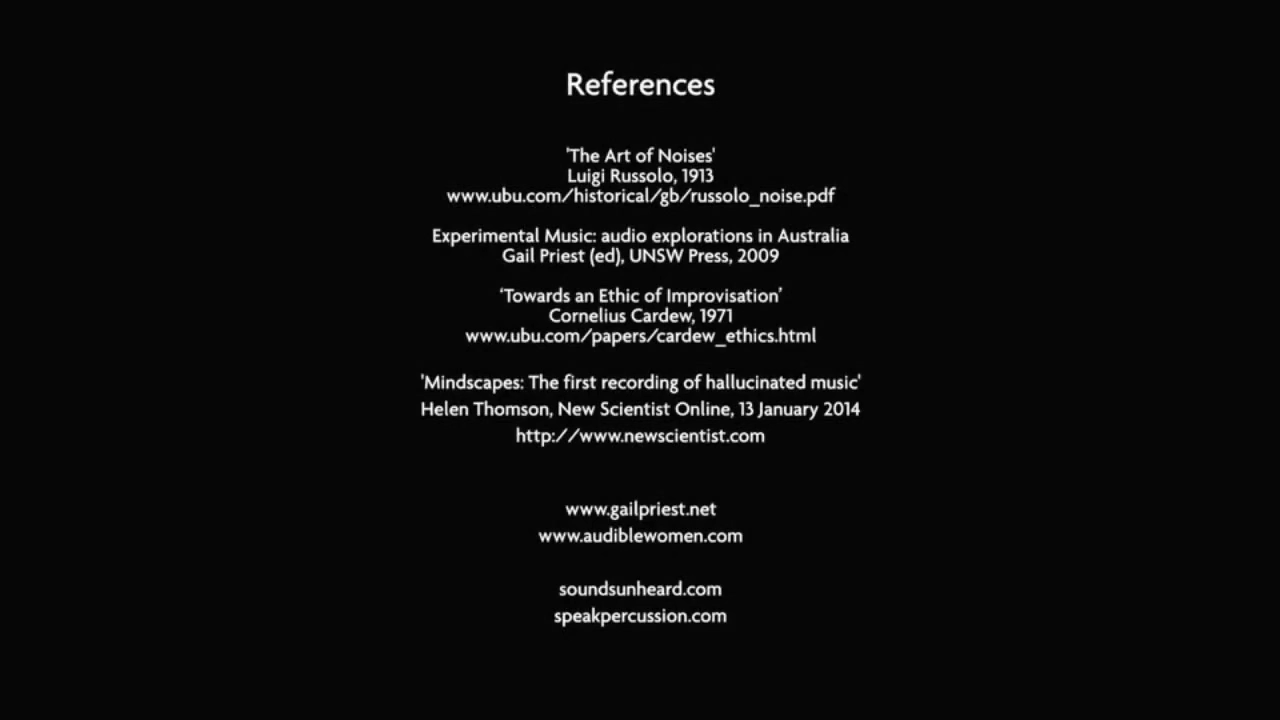 References
'The Art of Noises'
Luigi Russolo, 1913
www.ubu.com/historical/gb/russolo_noise.pdf
Experimental Music: audio explorations in Australia
Gail Priest (ed), UNSW Press, 2009
‘Towards an Ethic of Improvisation’
Cornelius Cardew, 1971
www.ubu.com/papers/cardew_ethics.html
'Mindscapes: The first recording of hallucinated music'
Helen Thomson, New Scientist Online, 13 January 2014
http://www.newscientist.com
www.gailpriest.net
www.audiblewomen.com
soundsunheard.com
speakpercussion.com